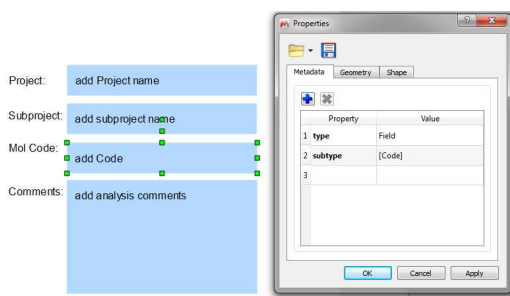 Project:
add Project name
Subproject:
add subproject name
Mol Code:
add Code
Comments:
add analysis comments
Properties
Metadata Geometry Shape
Property Value
1 type Field
2 subtype [Code]
3
OK Cancel Apply